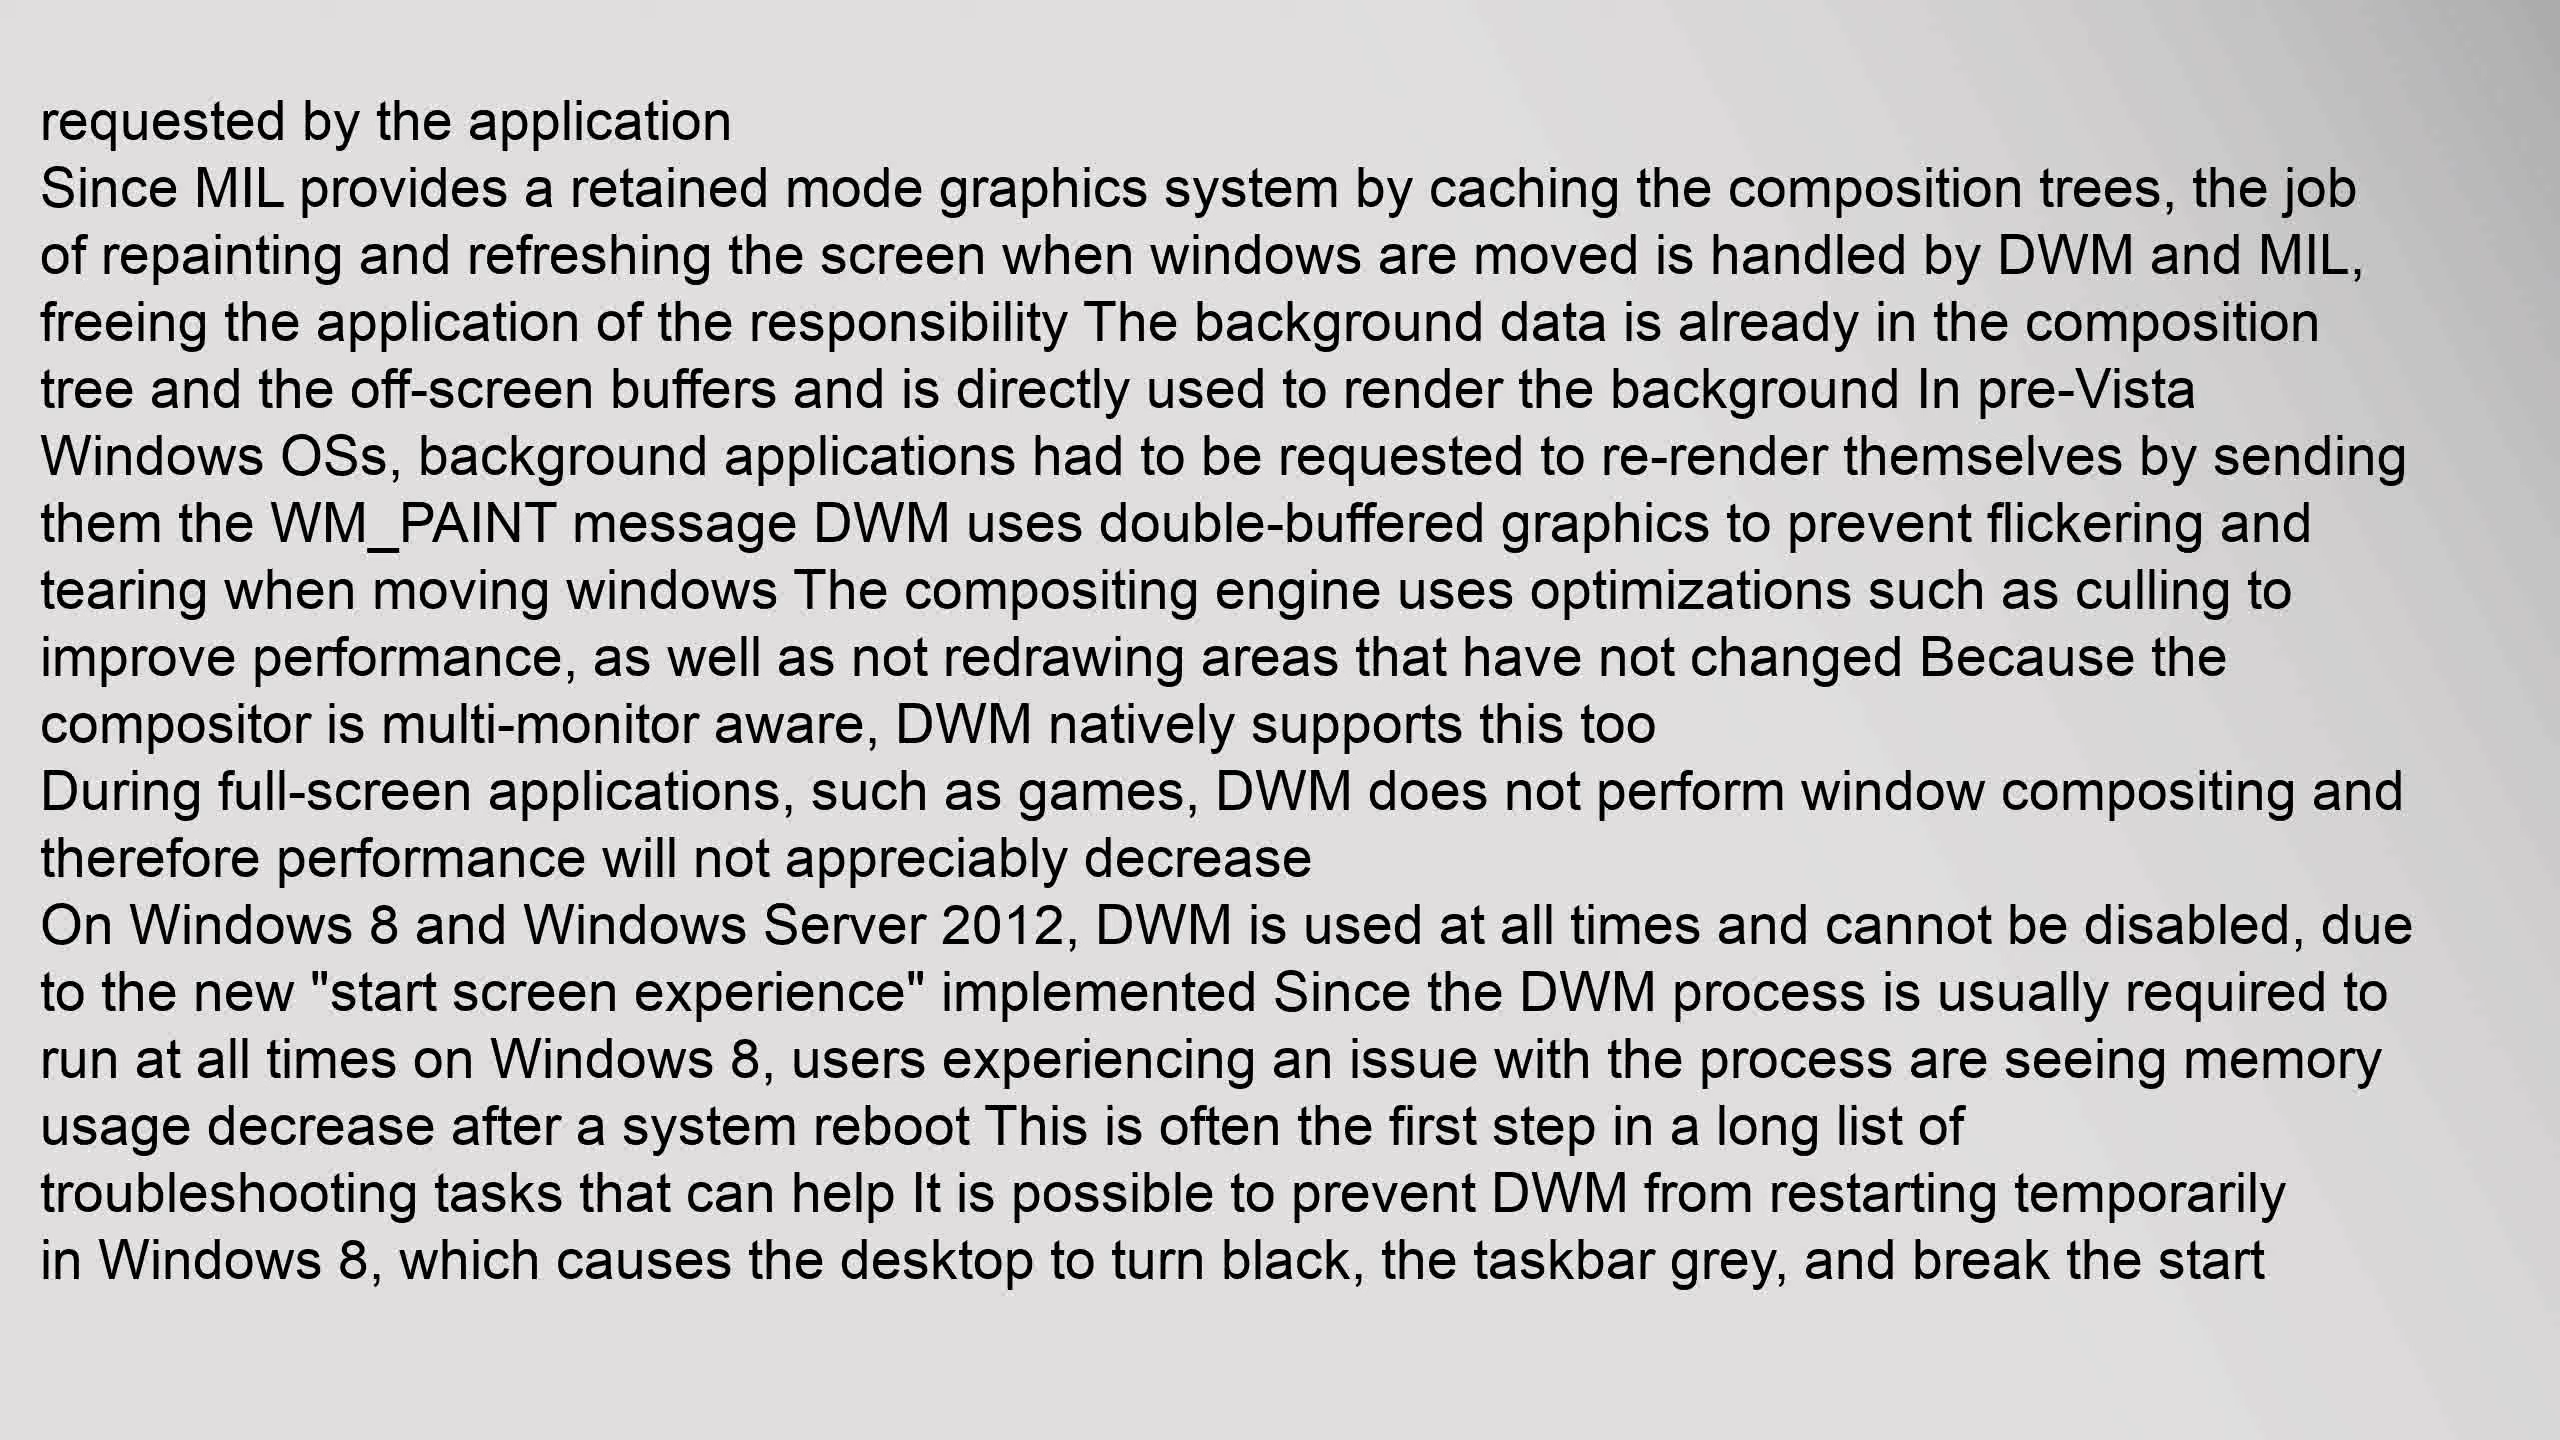 requested by the application
Since MIL provides a retained mode graphics system by caching the composition trees, the job
of repainting and refreshing the screen when windows are moved is handled by DWM and MIL,
freeing the application of the responsibility The background data is already in the composition
tree and the off-screen buffers and is directly used to render the background In pre-Vista
Windows OSs, background applications had to be requested to re-render themselves by sending
them the WM_PAINT message DWM uses double-buffered graphics to prevent flickering and
tearing when moving windows The compositing engine uses optimizations such as culling to
improve performance, as well as not redrawing areas that have not changed Because the
compositor is multi-monitor aware, DWM natively supports this too
During full-screen applications, such as games, DWM does not perform window compositing and
therefore performance will not appreciably decrease
On Windows 8 and Windows Server 2012, DWM is used at all times and cannot be disabled, due
to the new "start screen experience" implemented Since the DWM process is usually required to
run at all times on Windows 8, users experiencing an issue with the process are seeing memory
usage decrease after a system reboot This is often the first step in a long list of
troubleshooting tasks that can help It is possible to prevent DWM from restarting temporarily
in Windows 8, which causes the desktop to turn black, the taskbar grey, and break the start